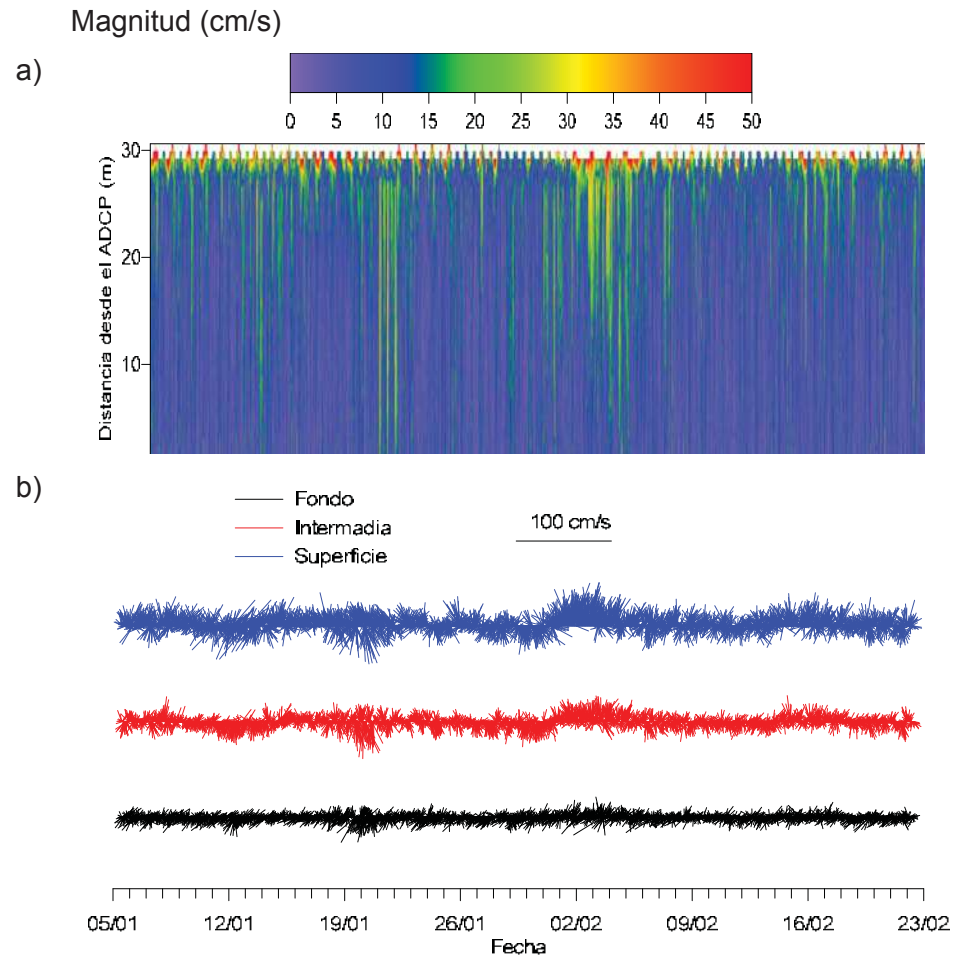 Magnitud (cm/s)
a)
0 5 10 15 20 25 30 35 40 45 50
Distancia desde el ADCP (m)
30
20
10
b)
Fondo
Intermadia
Superficie
100 cm/s
05/01 12/01 19/01 26/01 02/02 09/02 16/02 23/02
Fecha